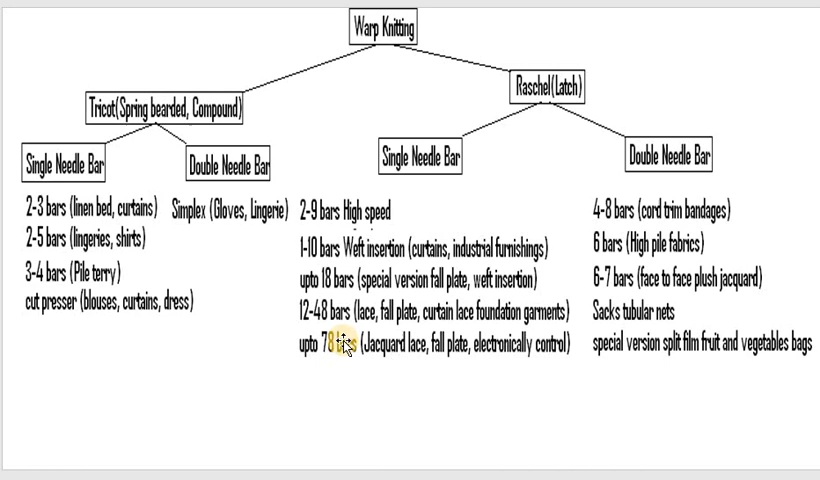 Warp Knitting
Tricot(Spring bearded, Compound)
Raschel(Latch)
Single Needle Bar
Double Needle Bar
Single Needle Bar
Double Needle Bar
2-3 bars (linen bed, curtains)
2-5 bars (lingeries, shirts)
3-4 bars (Pile terry)
cut presser (blouses, curtains, dress)
Simplex (Gloves, Lingerie)
2-9 bars High speed
1-10 bars Weft insertion (curtains, industrial furnishings)
upto 18 bars (special version fall plate, weft insertion)
12-48 bars (lace, fall plate, curtain lace foundation garments)
upto 78 bars (Jacquard lace, fall plate, electronically control)
4-8 bars (cord trim bandages)
6 bars (High pile fabrics)
6-7 bars (face to face plush jacquard)
Sacks tubular nets
special version split film fruit and vegetables bags